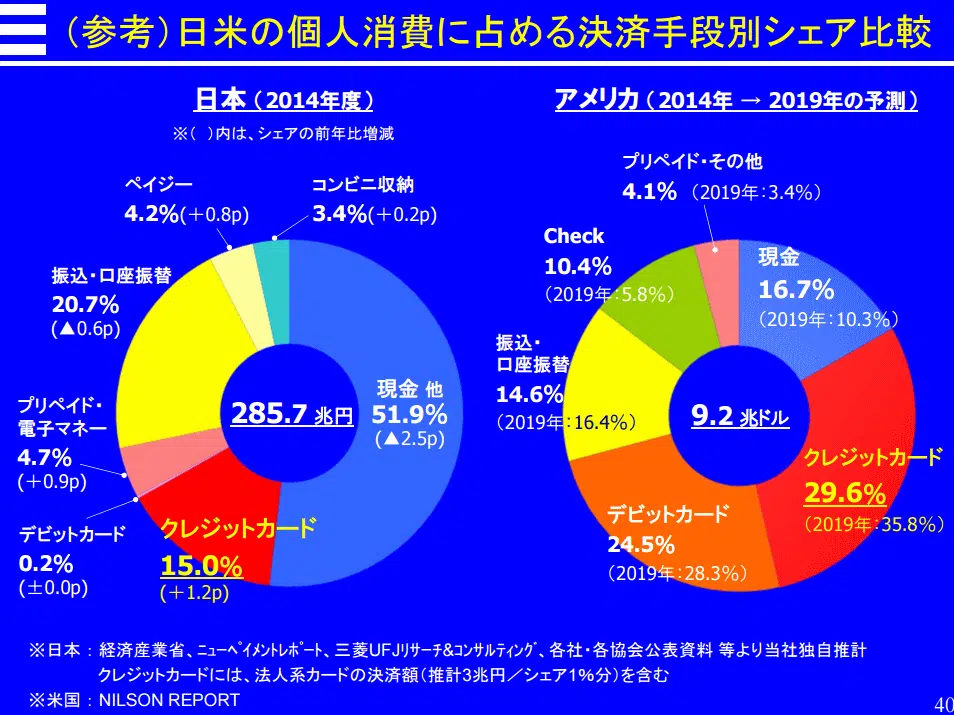 (参考)日米の個人消費に占める決済手段別シェア比較
日本(2014年度)
※( )内は、シェアの前年比増減
ペイジー
4.2%(+0.8p)
コンビニ収納
3.4%(+0.2p)
振込・口座振替
20.7%
(▲0.6p)
プリペイド・
電子マネー
4.7%
(+0.9p)
デビットカード
0.2%
(±0.0p)
クレジットカード
15.0%
(+1.2p)
現金 他
51.9%
(▲2.5p)
285.7 兆円
アメリカ(2014年 → 2019年の予測)
プリペイド・その他
4.1% (2019年:3.4%)
Check
10.4%
(2019年:5.8%)
現金
16.7%
(2019年:10.3%)
振込・
口座振替
14.6%
(2019年:16.4%)
9.2 兆ドル
クレジットカード
29.6%
(2019年:35.8%)
デビットカード
24.5%
(2019年:28.3%)
※日本 : 経済産業省、ニューペイメントレポート、三菱UFJリサーチ&コンサルティング、各社・各協会公表資料 等より当社独自推計
クレジットカードには、法人系カードの決済額(推計3兆円/シェア1%分)を含む
※米国 : NILSON REPORT
40